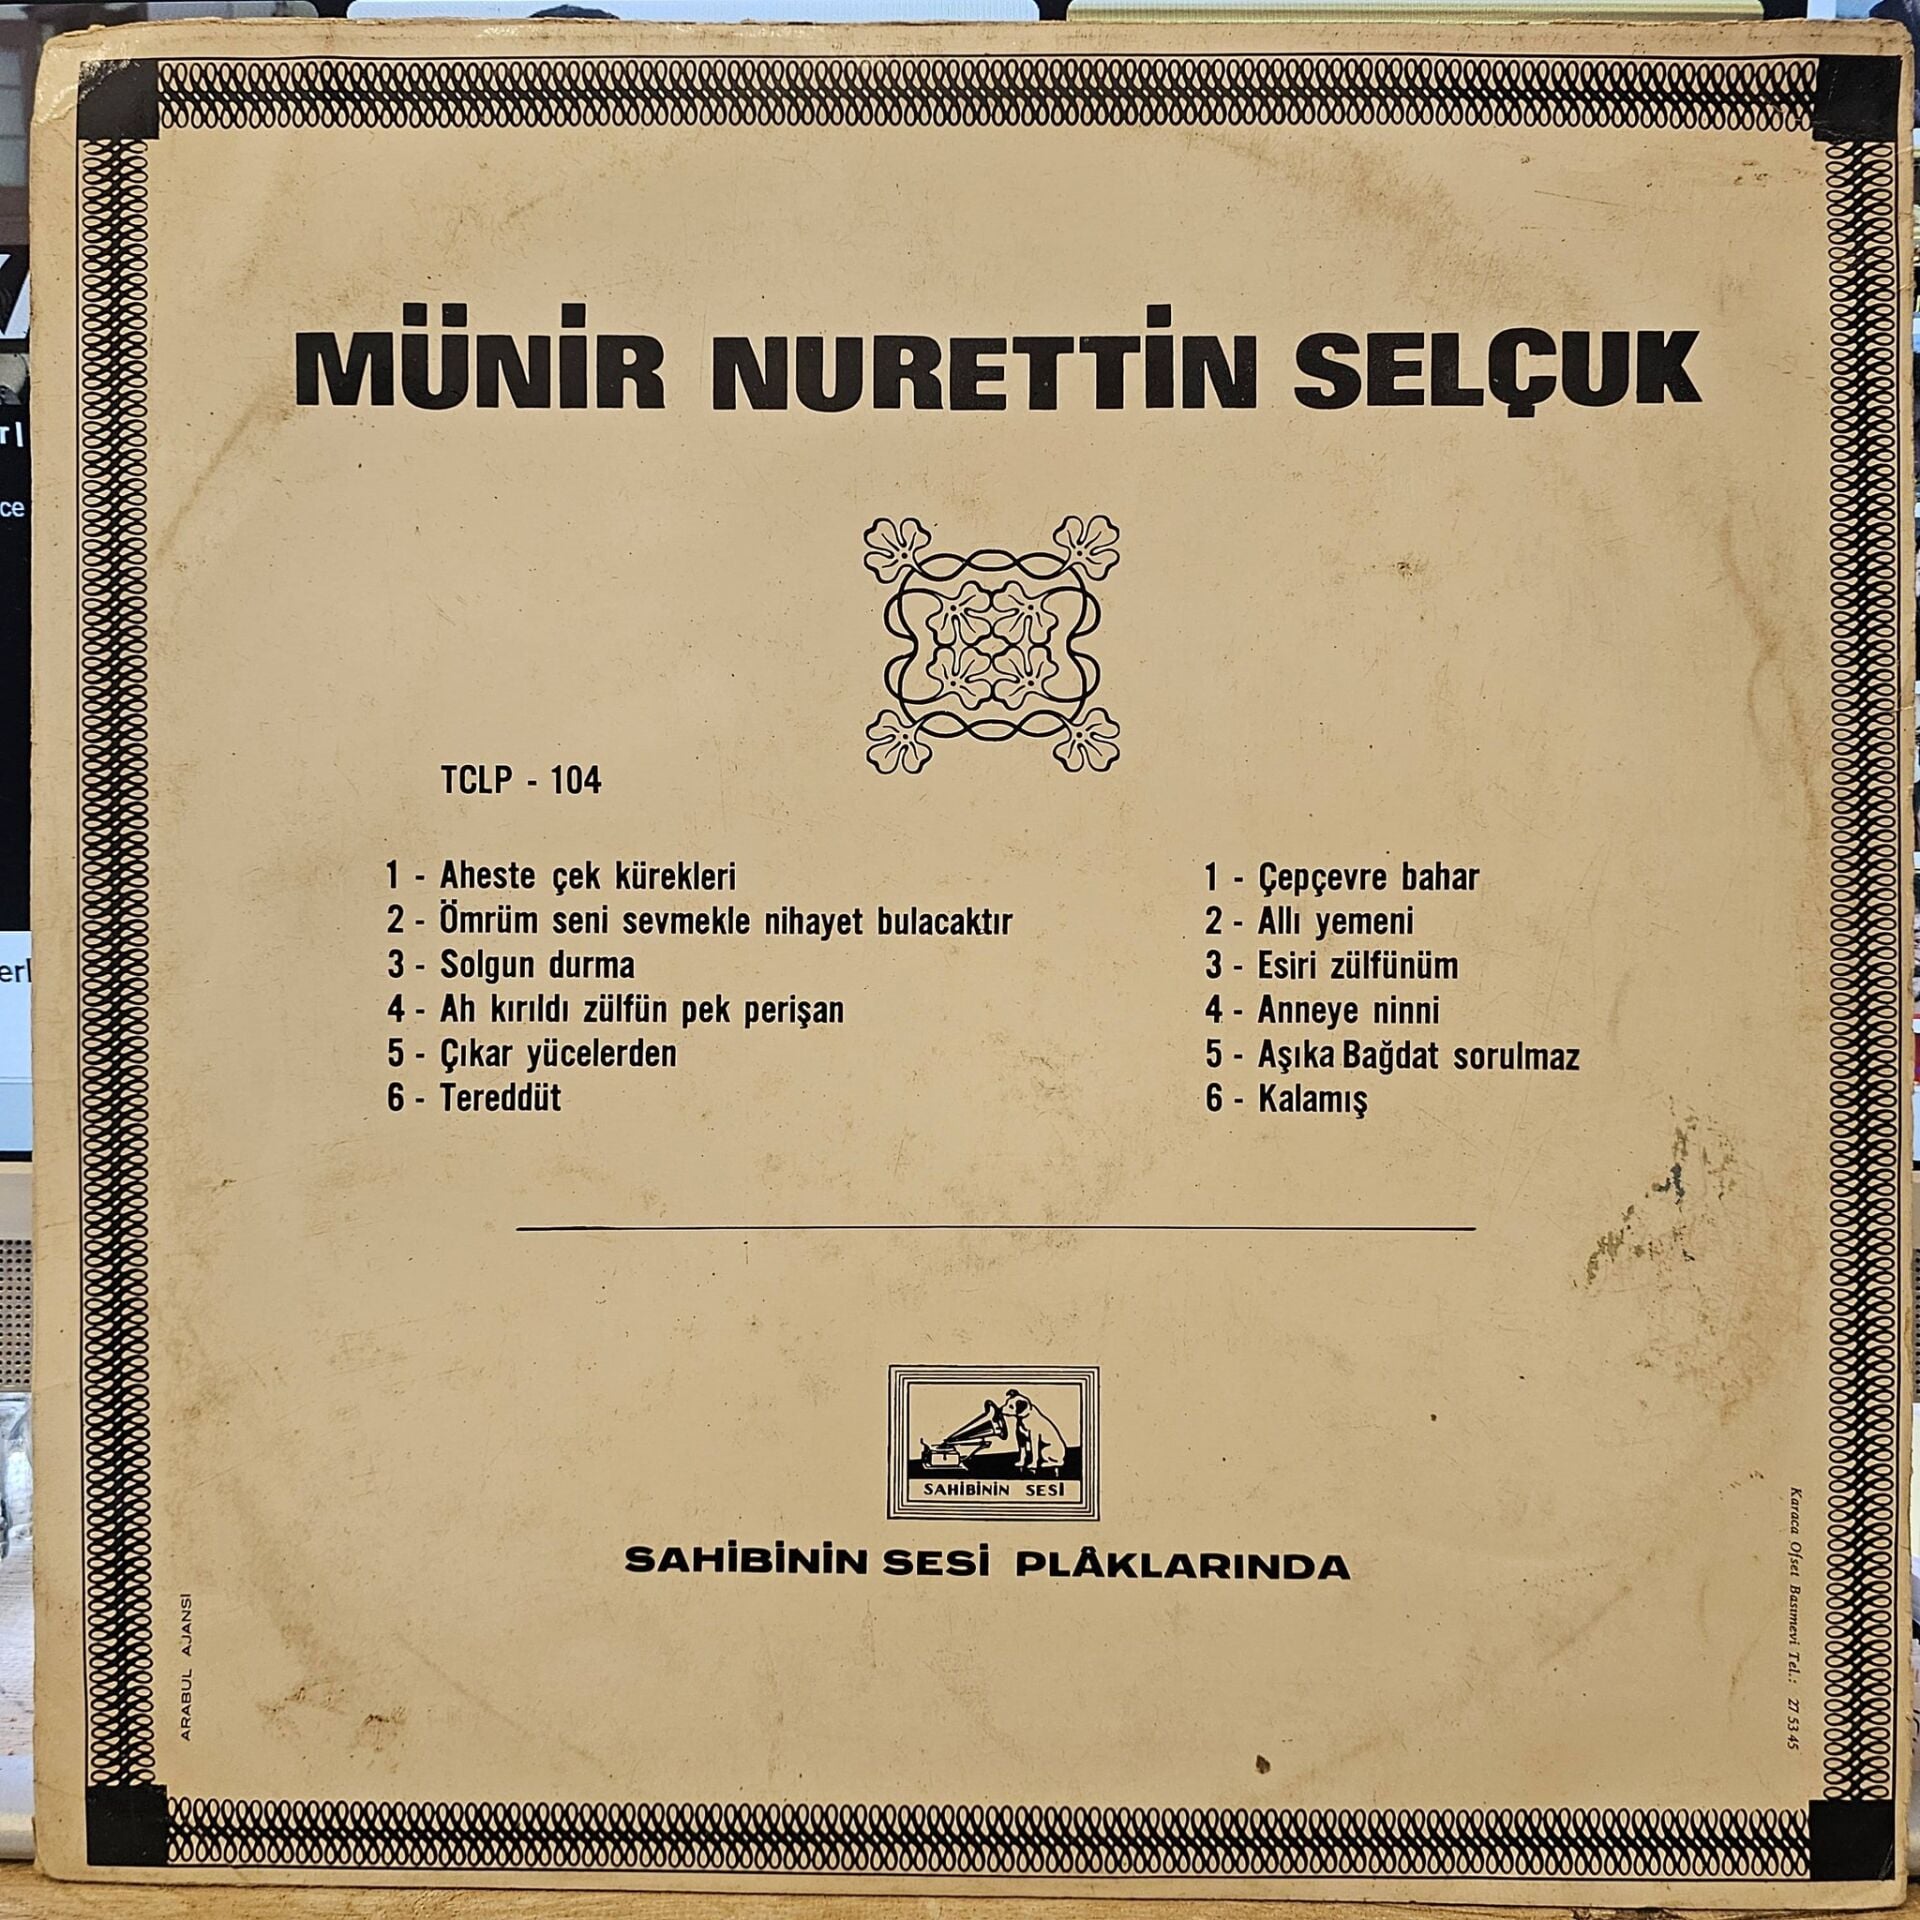 MÜNİR NURETTİN SELÇUK
TCLP - 104
1 - Aheste çek kürekleri
2 - Ömrüm seni sevmekle nihayet bulacaktır
3 - Solgun durma
4 - Ah kırıldı zülfün pek perişan
5 - Çıkar yücelerden
6 - Tereddüt
1 - Çepçevre bahar
2 - Allı yemeni
3 - Esiri zülfünüm
4 - Anneye ninni
5 - Aşıka Bağdat sorulmaz
6 - Kalamış
SAHİBİNİN SESİ
SAHİBİNİN SESİ PLÂKLARINDA
ARABUL AJANSİ
Karaca Ofset Basımevi Tel.: 27 53 45